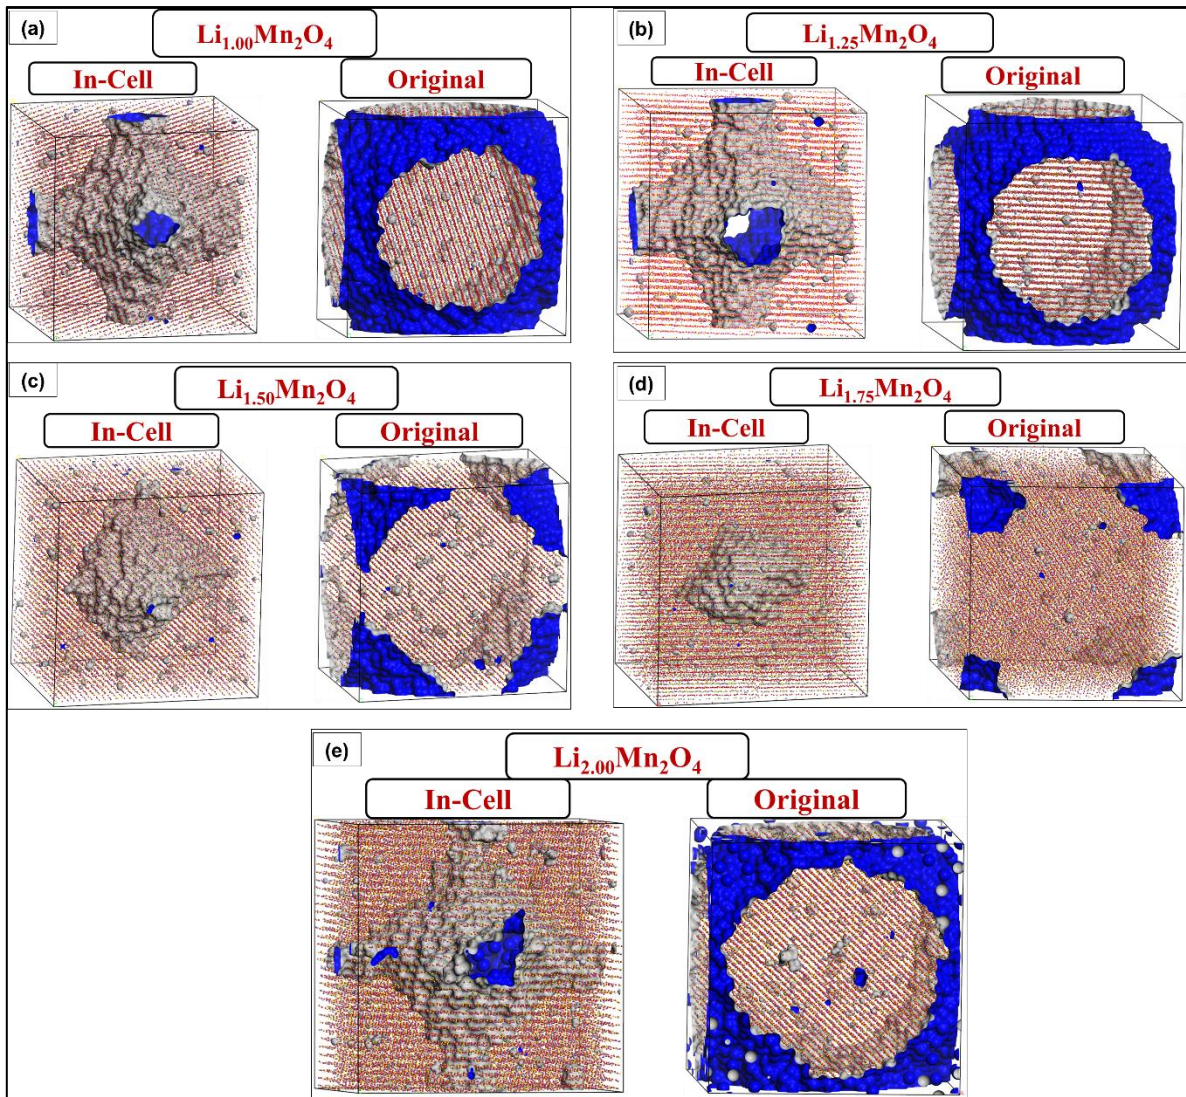 (a)
Li₁.₀₀Mn₂O₄
In-Cell
Original
(b)
Li₁.₂₅Mn₂O₄
In-Cell
Original
(c)
Li₁.₅₀Mn₂O₄
In-Cell
Original
(d)
Li₁.₇₅Mn₂O₄
In-Cell
Original
(e)
Li₂.₀₀Mn₂O₄
In-Cell
Original